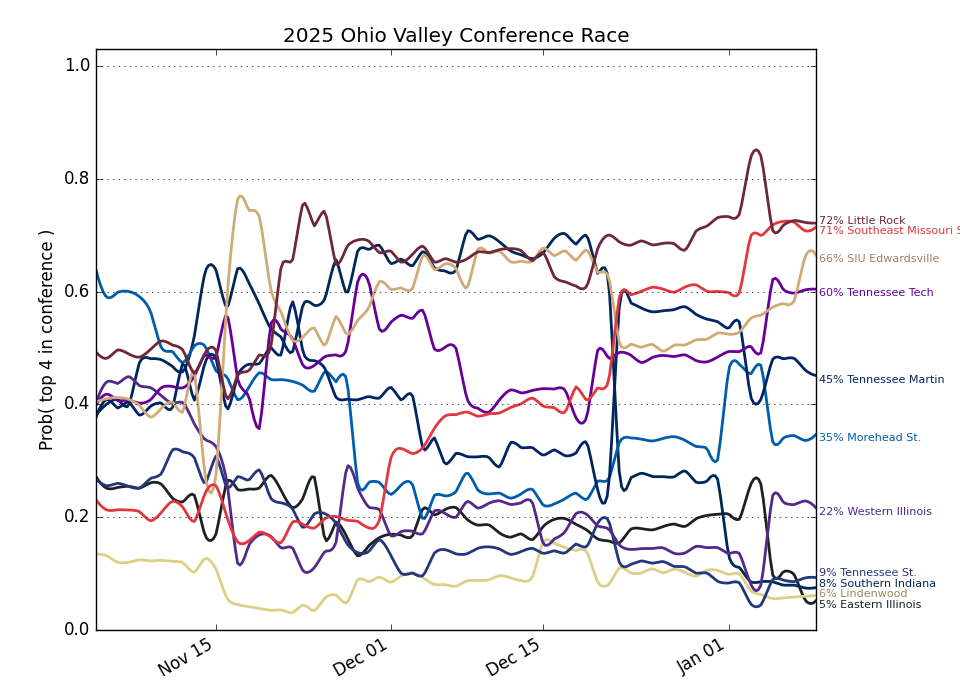 2025 Ohio Valley Conference Race
Prob( top 4 in conference )
1.0
0.8
0.6
0.4
0.2
0.0
Nov 15
Dec 01
Dec 15
Jan 01
72% Little Rock
71% Southeast Missouri S
66% SIU Edwardsville
60% Tennessee Tech
45% Tennessee Martin
35% Morehead St.
22% Western Illinois
9% Tennessee St.
8% Southern Indiana
6% Lindenwood
5% Eastern Illinois